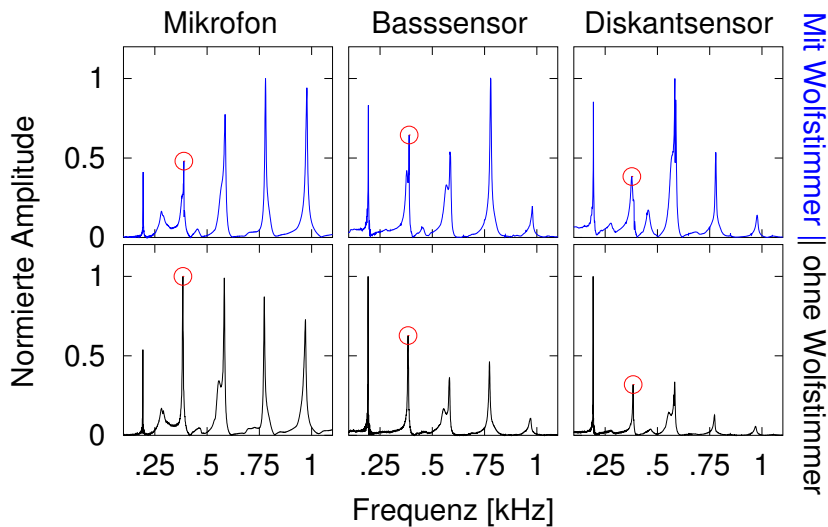 Mikrofon Basssensor Diskantsensor
1
0.5
0
1
0.5
0
.25 .5 .75 1 .25 .5 .75 1 .25 .5 .75 1
Frequenz [kHz]
Normierte Amplitude
Mit Wolfstimmer || ohne Wolfstimmer